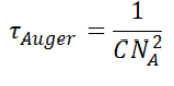 τ_Auger = 1 / (C N_A^2)